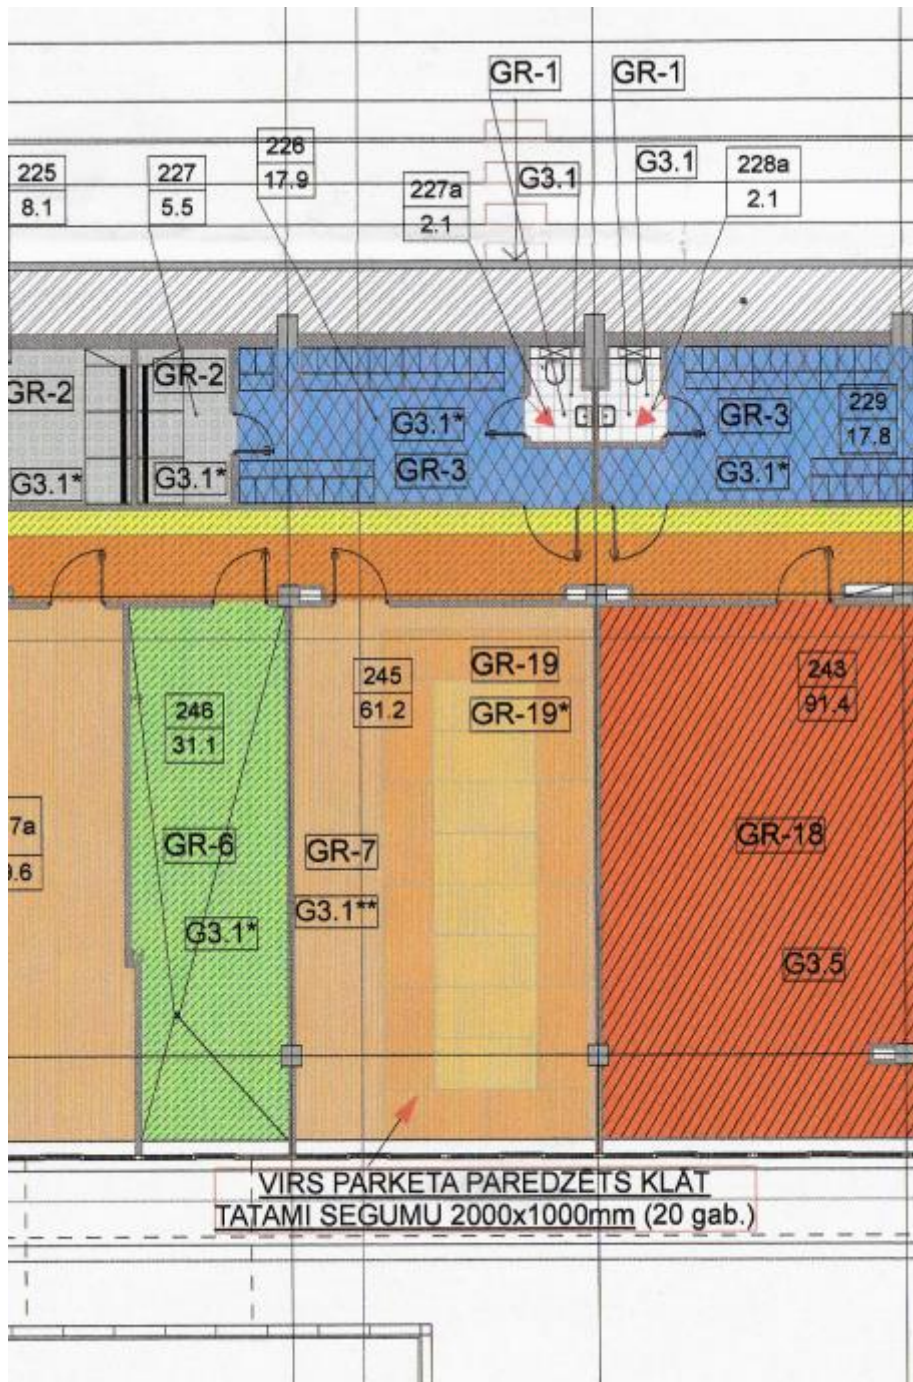 GR-1
GR-1
225
8.1
227
5.5
226
17.9
227a
2.1
G3.1
G3.1
228a
2.1
GR-2
G3.1*
GR-2
G3.1*
G3.1*
GR-3
GR-3
G3.1*
229
17.8
246
31.1
245
61.2
GR-19
GR-19*
243
91.4
7a
9.6
GR-6
G3.1*
GR-7
G3.1**
GR-18
G3.5
VIRS PARKETA PAREDZĒTS KLĀT
TATAMI SEGUMU 2000x1000mm (20 gab.)